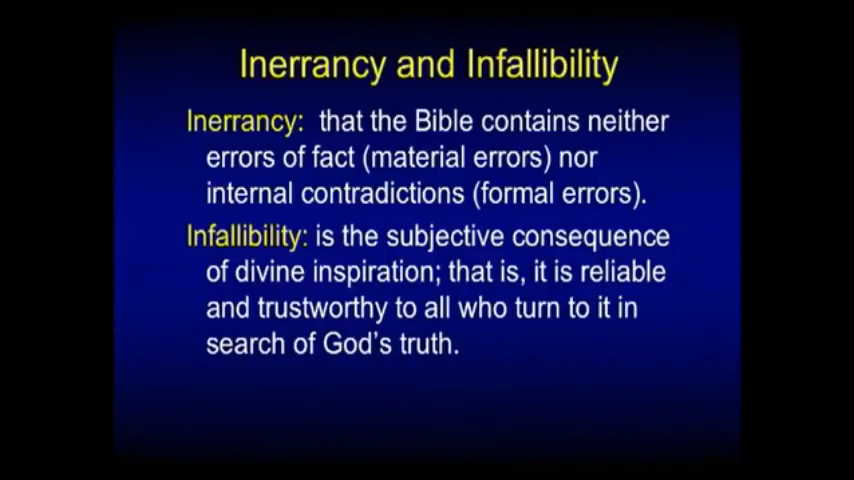 Inerrancy and Infallibility
Inerrancy: that the Bible contains neither
errors of fact (material errors) nor
internal contradictions (formal errors).
Infallibility: is the subjective consequence
of divine inspiration; that is, it is reliable
and trustworthy to all who turn to it in
search of God's truth.